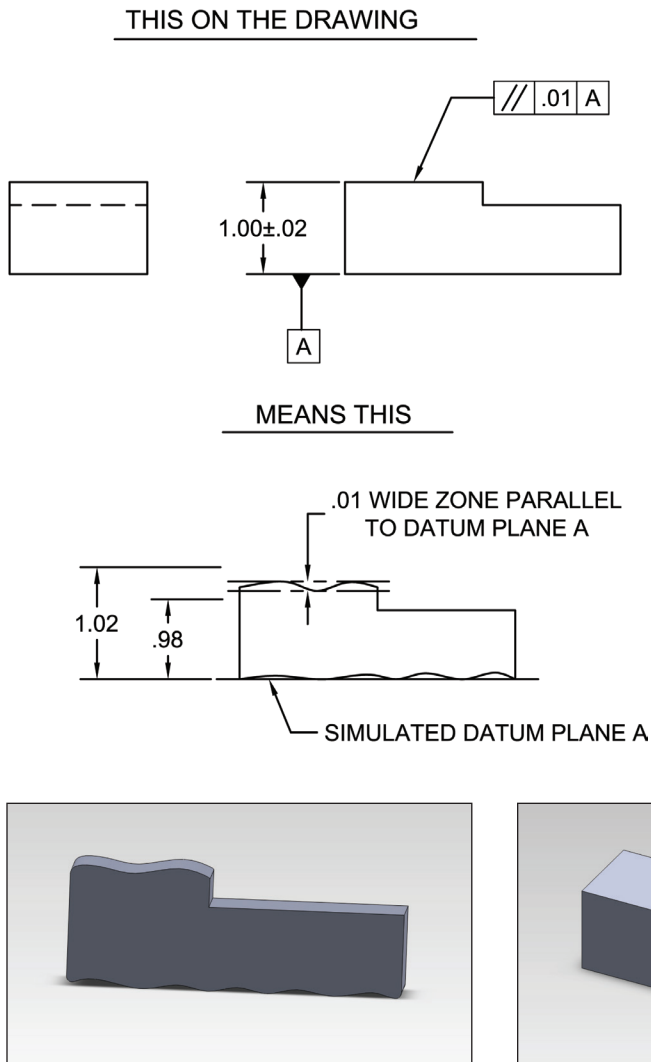 THIS ON THE DRAWING
// .01 A
1.00±.02
A
MEANS THIS
.01 WIDE ZONE PARALLEL
TO DATUM PLANE A
1.02
.98
SIMULATED DATUM PLANE A